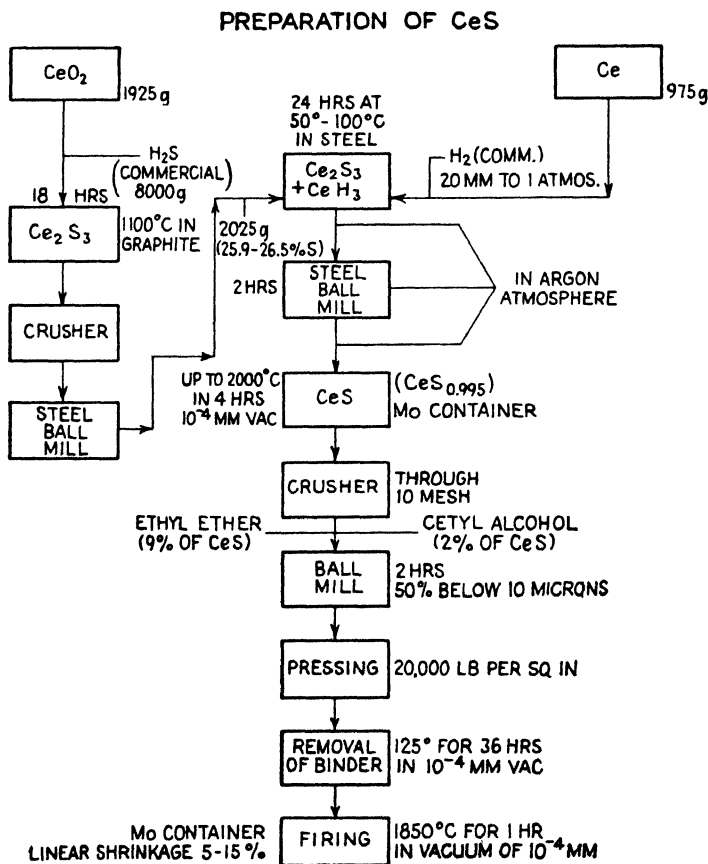 PREPARATION OF CeS
CeO₂
1925 g
Ce
975 g
24 HRS AT
50°-100°C
IN STEEL
H₂S
(COMMERCIAL)
8000 g
Ce₂S₃
+CeH₃
H₂ (COMM.)
20 MM TO 1 ATMOS.
18 HRS
Ce₂S₃
1100°C IN
GRAPHITE
2025 g
(25.9-26.5%S)
2 HRS
STEEL
BALL
MILL
IN ARGON
ATMOSPHERE
CRUSHER
STEEL
BALL
MILL
UP TO 2000°C
IN 4 HRS
10⁻⁴ MM VAC
CeS
(CeS₀.₉₉₅)
Mo CONTAINER
CRUSHER
THROUGH
10 MESH
ETHYL ETHER
(9% OF CeS)
CETYL ALCOHOL
(2% OF CeS)
BALL
MILL
2 HRS
50% BELOW 10 MICRONS
PRESSING
20,000 LB PER SQ IN
REMOVAL
OF BINDER
125° FOR 36 HRS
IN 10⁻⁴ MM VAC
Mo CONTAINER
LINEAR SHRINKAGE 5-15%
FIRING
1850°C FOR 1 HR
IN VACUUM OF 10⁻⁴ MM